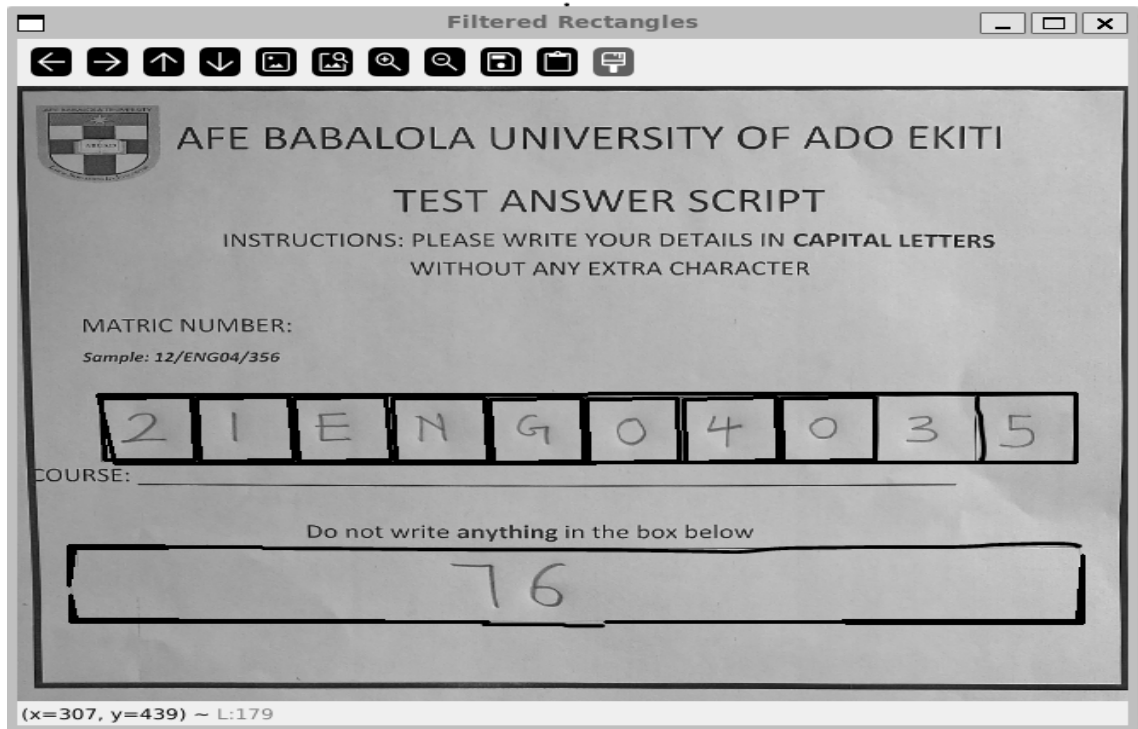 Filtered Rectangles
AFE BABALOLA UNIVERSITY OF ADO EKITI
TEST ANSWER SCRIPT
INSTRUCTIONS: PLEASE WRITE YOUR DETAILS IN CAPITAL LETTERS
WITHOUT ANY EXTRA CHARACTER
MATRIC NUMBER:
Sample: 12/ENG04/356
2 1 E N G 0 4 0 3 5
COURSE:
Do not write anything in the box below
76
(x=307, y=439) ~ L:179